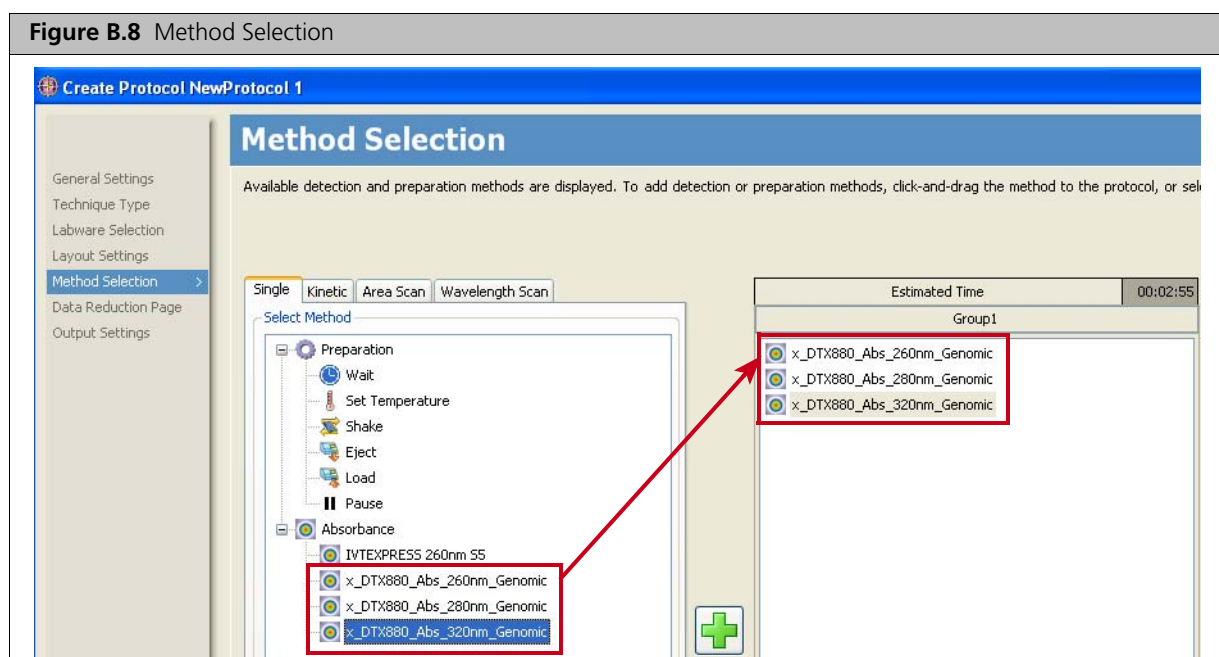 Figure B.8 Method Selection
Create Protocol NewProtocol 1
Method Selection
General Settings
Technique Type
Labware Selection
Layout Settings
Method Selection >
Data Reduction Page
Output Settings
Available detection and preparation methods are displayed. To add detection or preparation methods, click-and-drag the method to the protocol, or
Single Kinetic Area Scan Wavelength Scan
Select Method
Preparation
Wait
Set Temperature
Shake
Eject
Load
Pause
Absorbance
IVTEXPRESS 260nm S5
x_DTX880_Abs_260nm_Genomic
x_DTX880_Abs_280nm_Genomic
x_DTX880_Abs_320nm_Genomic
Estimated Time 00:02:55
Group1
x_DTX880_Abs_260nm_Genomic
x_DTX880_Abs_280nm_Genomic
x_DTX880_Abs_320nm_Genomic